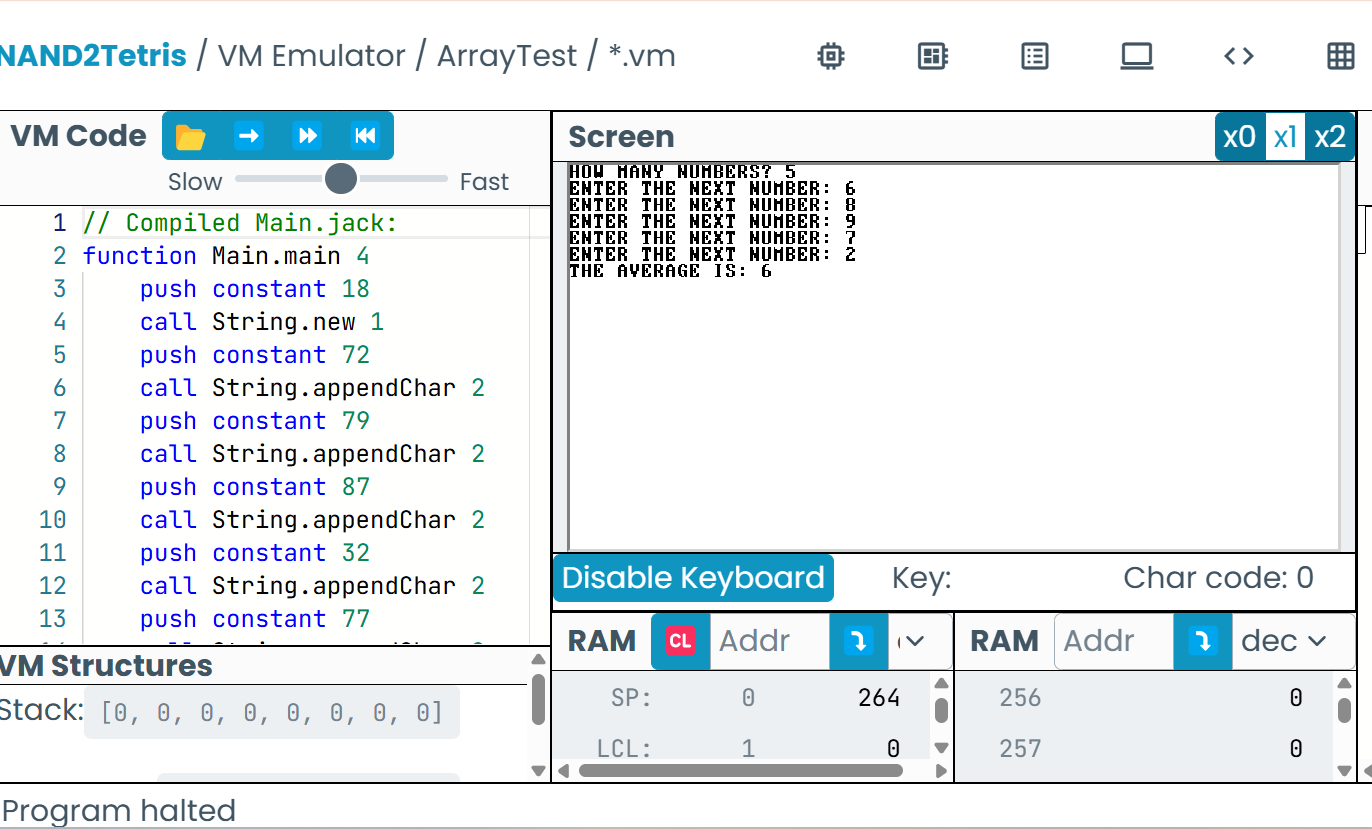 NAND2Tetris / VM Emulator / ArrayTest / *.vm
VM Code
Slow Fast
1 // Compiled Main.jack:
2 function Main.main 4
3 push constant 18
4 call String.new 1
5 push constant 72
6 call String.appendChar 2
7 push constant 79
8 call String.appendChar 2
9 push constant 87
10 call String.appendChar 2
11 push constant 32
12 call String.appendChar 2
13 push constant 77
VM Structures
Stack: [0, 0, 0, 0, 0, 0, 0, 0]
Screen x0 x1 x2
HOW MANY NUMBERS? 5
ENTER THE NEXT NUMBER: 6
ENTER THE NEXT NUMBER: 8
ENTER THE NEXT NUMBER: 9
ENTER THE NEXT NUMBER: 7
ENTER THE NEXT NUMBER: 2
THE AVERAGE IS: 6
Disable Keyboard Key: Char code: 0
RAM CL Addr
SP: 0 264
LCL: 1 0
RAM Addr dec
256 0
257 0
Program halted